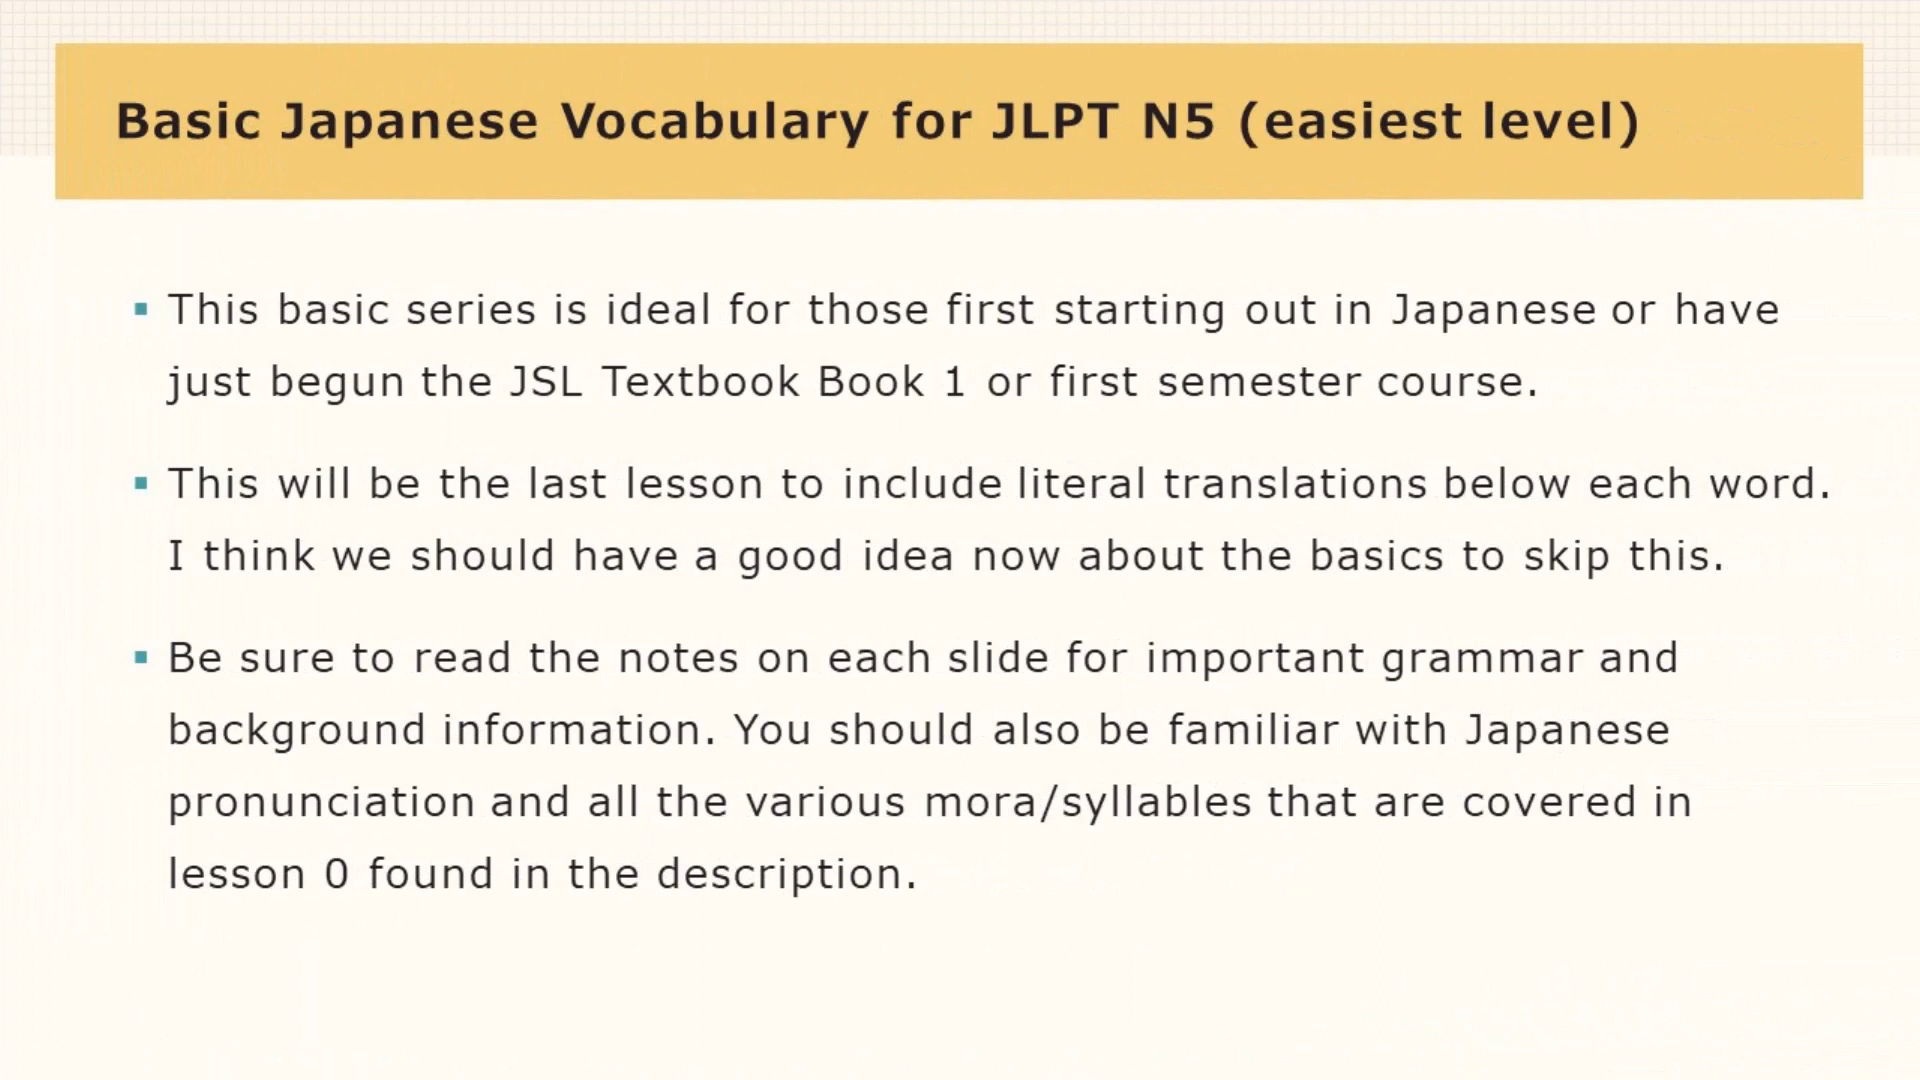 Basic Japanese Vocabulary for JLPT N5 (easiest level)
▪ This basic series is ideal for those first starting out in Japanese or have
just begun the JSL Textbook Book 1 or first semester course.
▪ This will be the last lesson to include literal translations below each word.
I think we should have a good idea now about the basics to skip this.
▪ Be sure to read the notes on each slide for important grammar and
background information. You should also be familiar with Japanese
pronunciation and all the various mora/syllables that are covered in
lesson 0 found in the description.